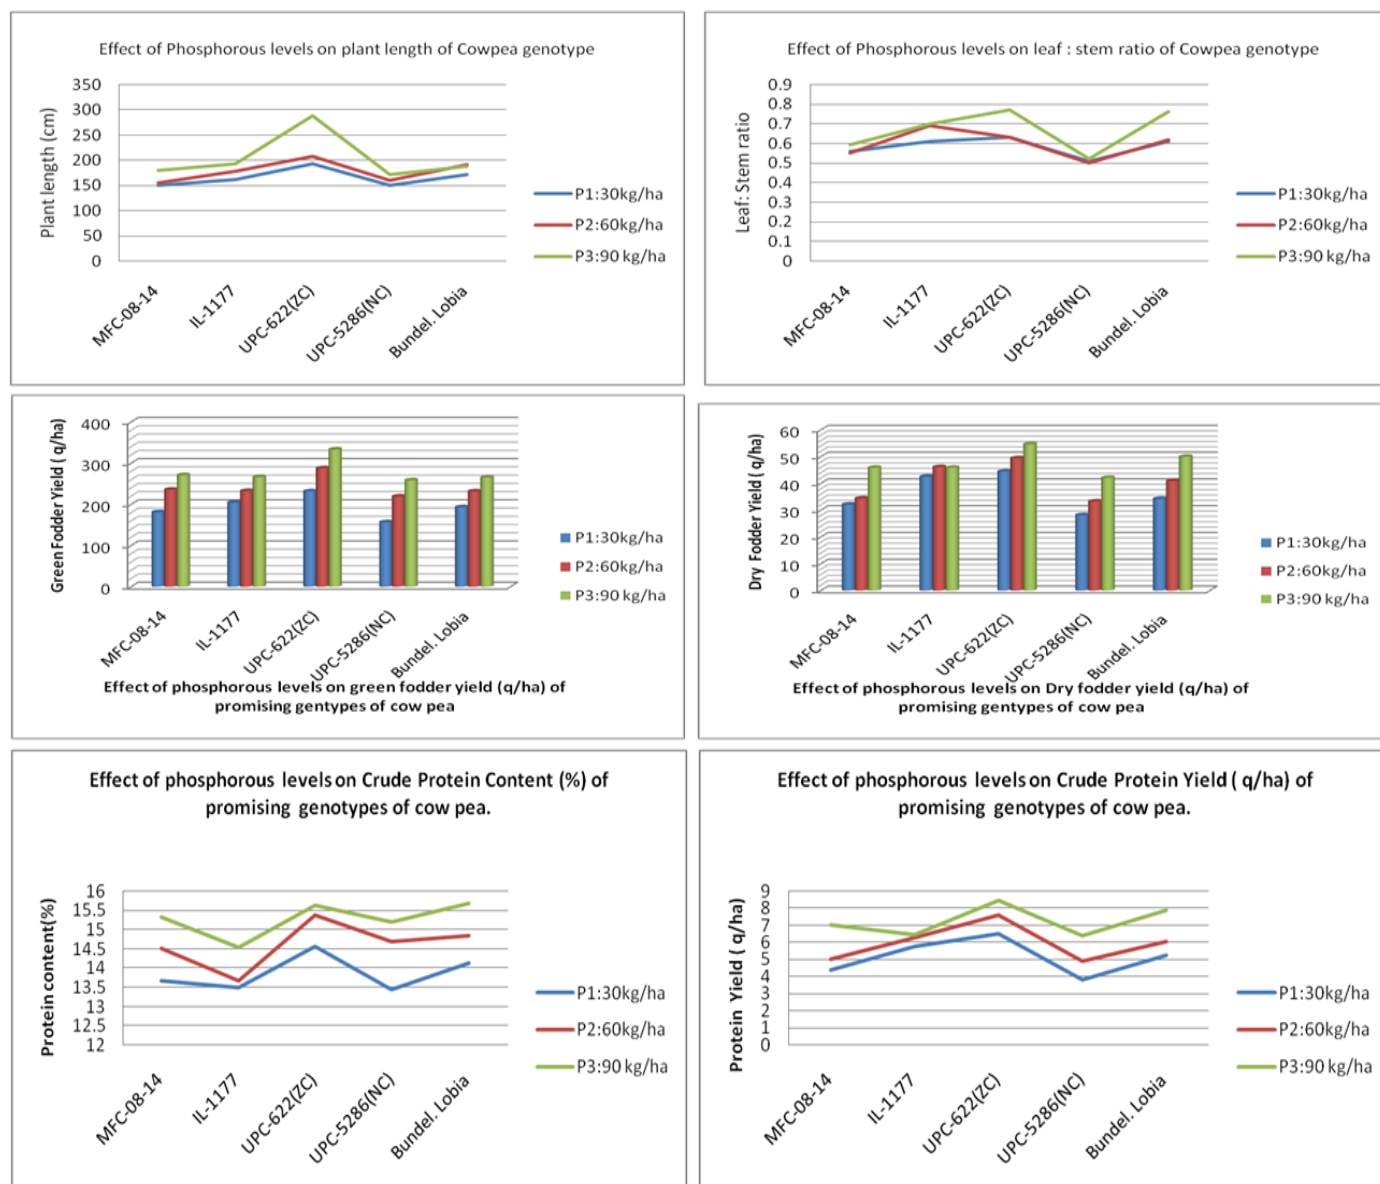 Effect of Phosphorous levels on plant length of Cowpea genotype
Plant length (cm)
350
300
250
200
150
100
50
0
MFC-08-14
IL-1177
UPC-622(ZC)
UPC-5286(NC)
Bundel. Lobia
P1:30kg/ha
P2:60kg/ha
P3:90 kg/ha
Effect of Phosphorous levels on leaf : stem ratio of Cowpea genotype
Leaf: Stem ratio
0.9
0.8
0.7
0.6
0.5
0.4
0.3
0.2
0.1
0
MFC-08-14
IL-1177
UPC-622(ZC)
UPC-5286(NC)
Bundel. Lobia
P1:30kg/ha
P2:60kg/ha
P3:90 kg/ha
Green Fodder Yield ( q/ha)
400
300
200
100
0
MFC-08-14
IL-1177
UPC-622(ZC)
UPC-5286(NC)
Bundel. Lobia
P1:30kg/ha
P2:60kg/ha
P3:90 kg/ha
Effect of phosphorous levels on green fodder yield (q/ha) of
promising gentypes of cow pea
Dry Fodder Yield ( q/ha)
60
50
40
30
20
10
0
MFC-08-14
IL-1177
UPC-622(ZC)
UPC-5286(NC)
Bundel. Lobia
P1:30kg/ha
P2:60kg/ha
P3:90 kg/ha
Effect of phosphorous levels on Dry fodder yield (q/ha) of
promising gentypes of cow pea
Effect of phosphorous levels on Crude Protein Content (%) of
promising genotypes of cow pea.
Protein content(%)
16
15.5
15
14.5
14
13.5
13
12.5
12
MFC-08-14
IL-1177
UPC-622(ZC)
UPC-5286(NC)
Bundel. Lobia
P1:30kg/ha
P2:60kg/ha
P3:90 kg/ha
Effect of phosphorous levels on Crude Protein Yield ( q/ha) of
promising genotypes of cow pea.
Protein Yield ( q/ha)
9
8
7
6
5
4
3
2
1
0
MFC-08-14
IL-1177
UPC-622(ZC)
UPC-5286(NC)
Bundel. Lobia
P1:30kg/ha
P2:60kg/ha
P3:90 kg/ha